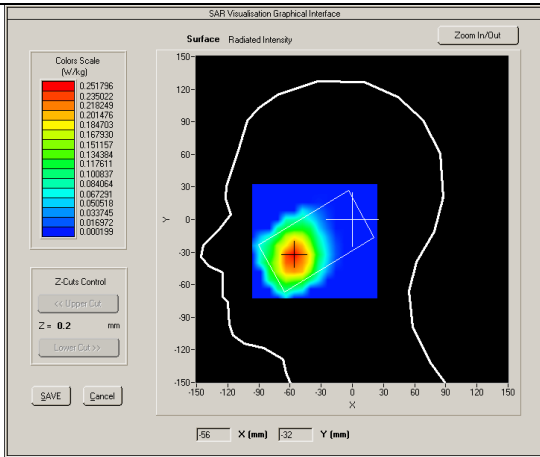 SAR Visualisation Graphical Interface
Surface Radiated Intensity
Zoom In/Out
Colors Scale
(W/kg)
0.251796
0.235022
0.218249
0.201476
0.184703
0.167930
0.151157
0.134384
0.117611
0.100837
0.084064
0.067291
0.050518
0.033745
0.016972
0.000199
Z-Cuts Control
<< Upper Cut
Z = 0.2 mm
Lower Cut >>
SAVE Cancel
150
120
90
60
30
0
-30
-60
-90
-120
-150
Y
-150 -120 -90 -60 -30 0 30 60 90 120 150
X
-56 X (mm) -32 Y (mm)